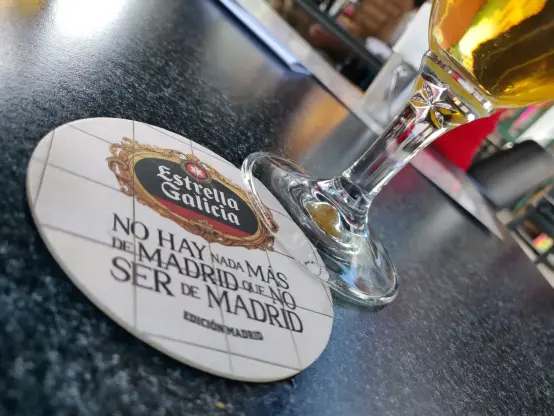 Estrella
Galicia
NO HAY NADA MÁS
DE MADRID QUE NO
SER DE MADRID
EDICIÓN MADRID